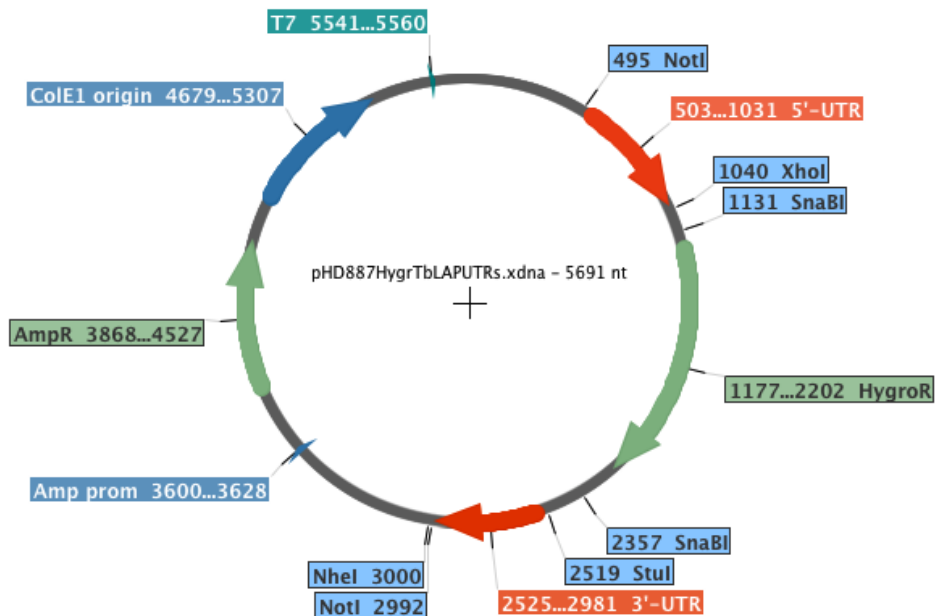 T7 5541...5560
495 NotI
ColE1 origin 4679...5307
503...1031 5'-UTR
1040 XhoI
1131 SnaBI
pHD887HygrTbLAPUTRs.xdna - 5691 nt
AmpR 3868...4527
1177...2202 HygroR
Amp prom 3600...3628
2357 SnaBI
NheI 3000
2519 StuI
NotI 2992
2525...2981 3'-UTR